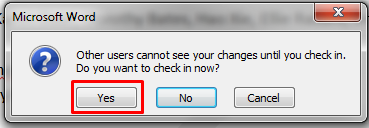 Microsoft Word
Other users cannot see your changes until you check in.
Do you want to check in now?
Yes
No
Cancel